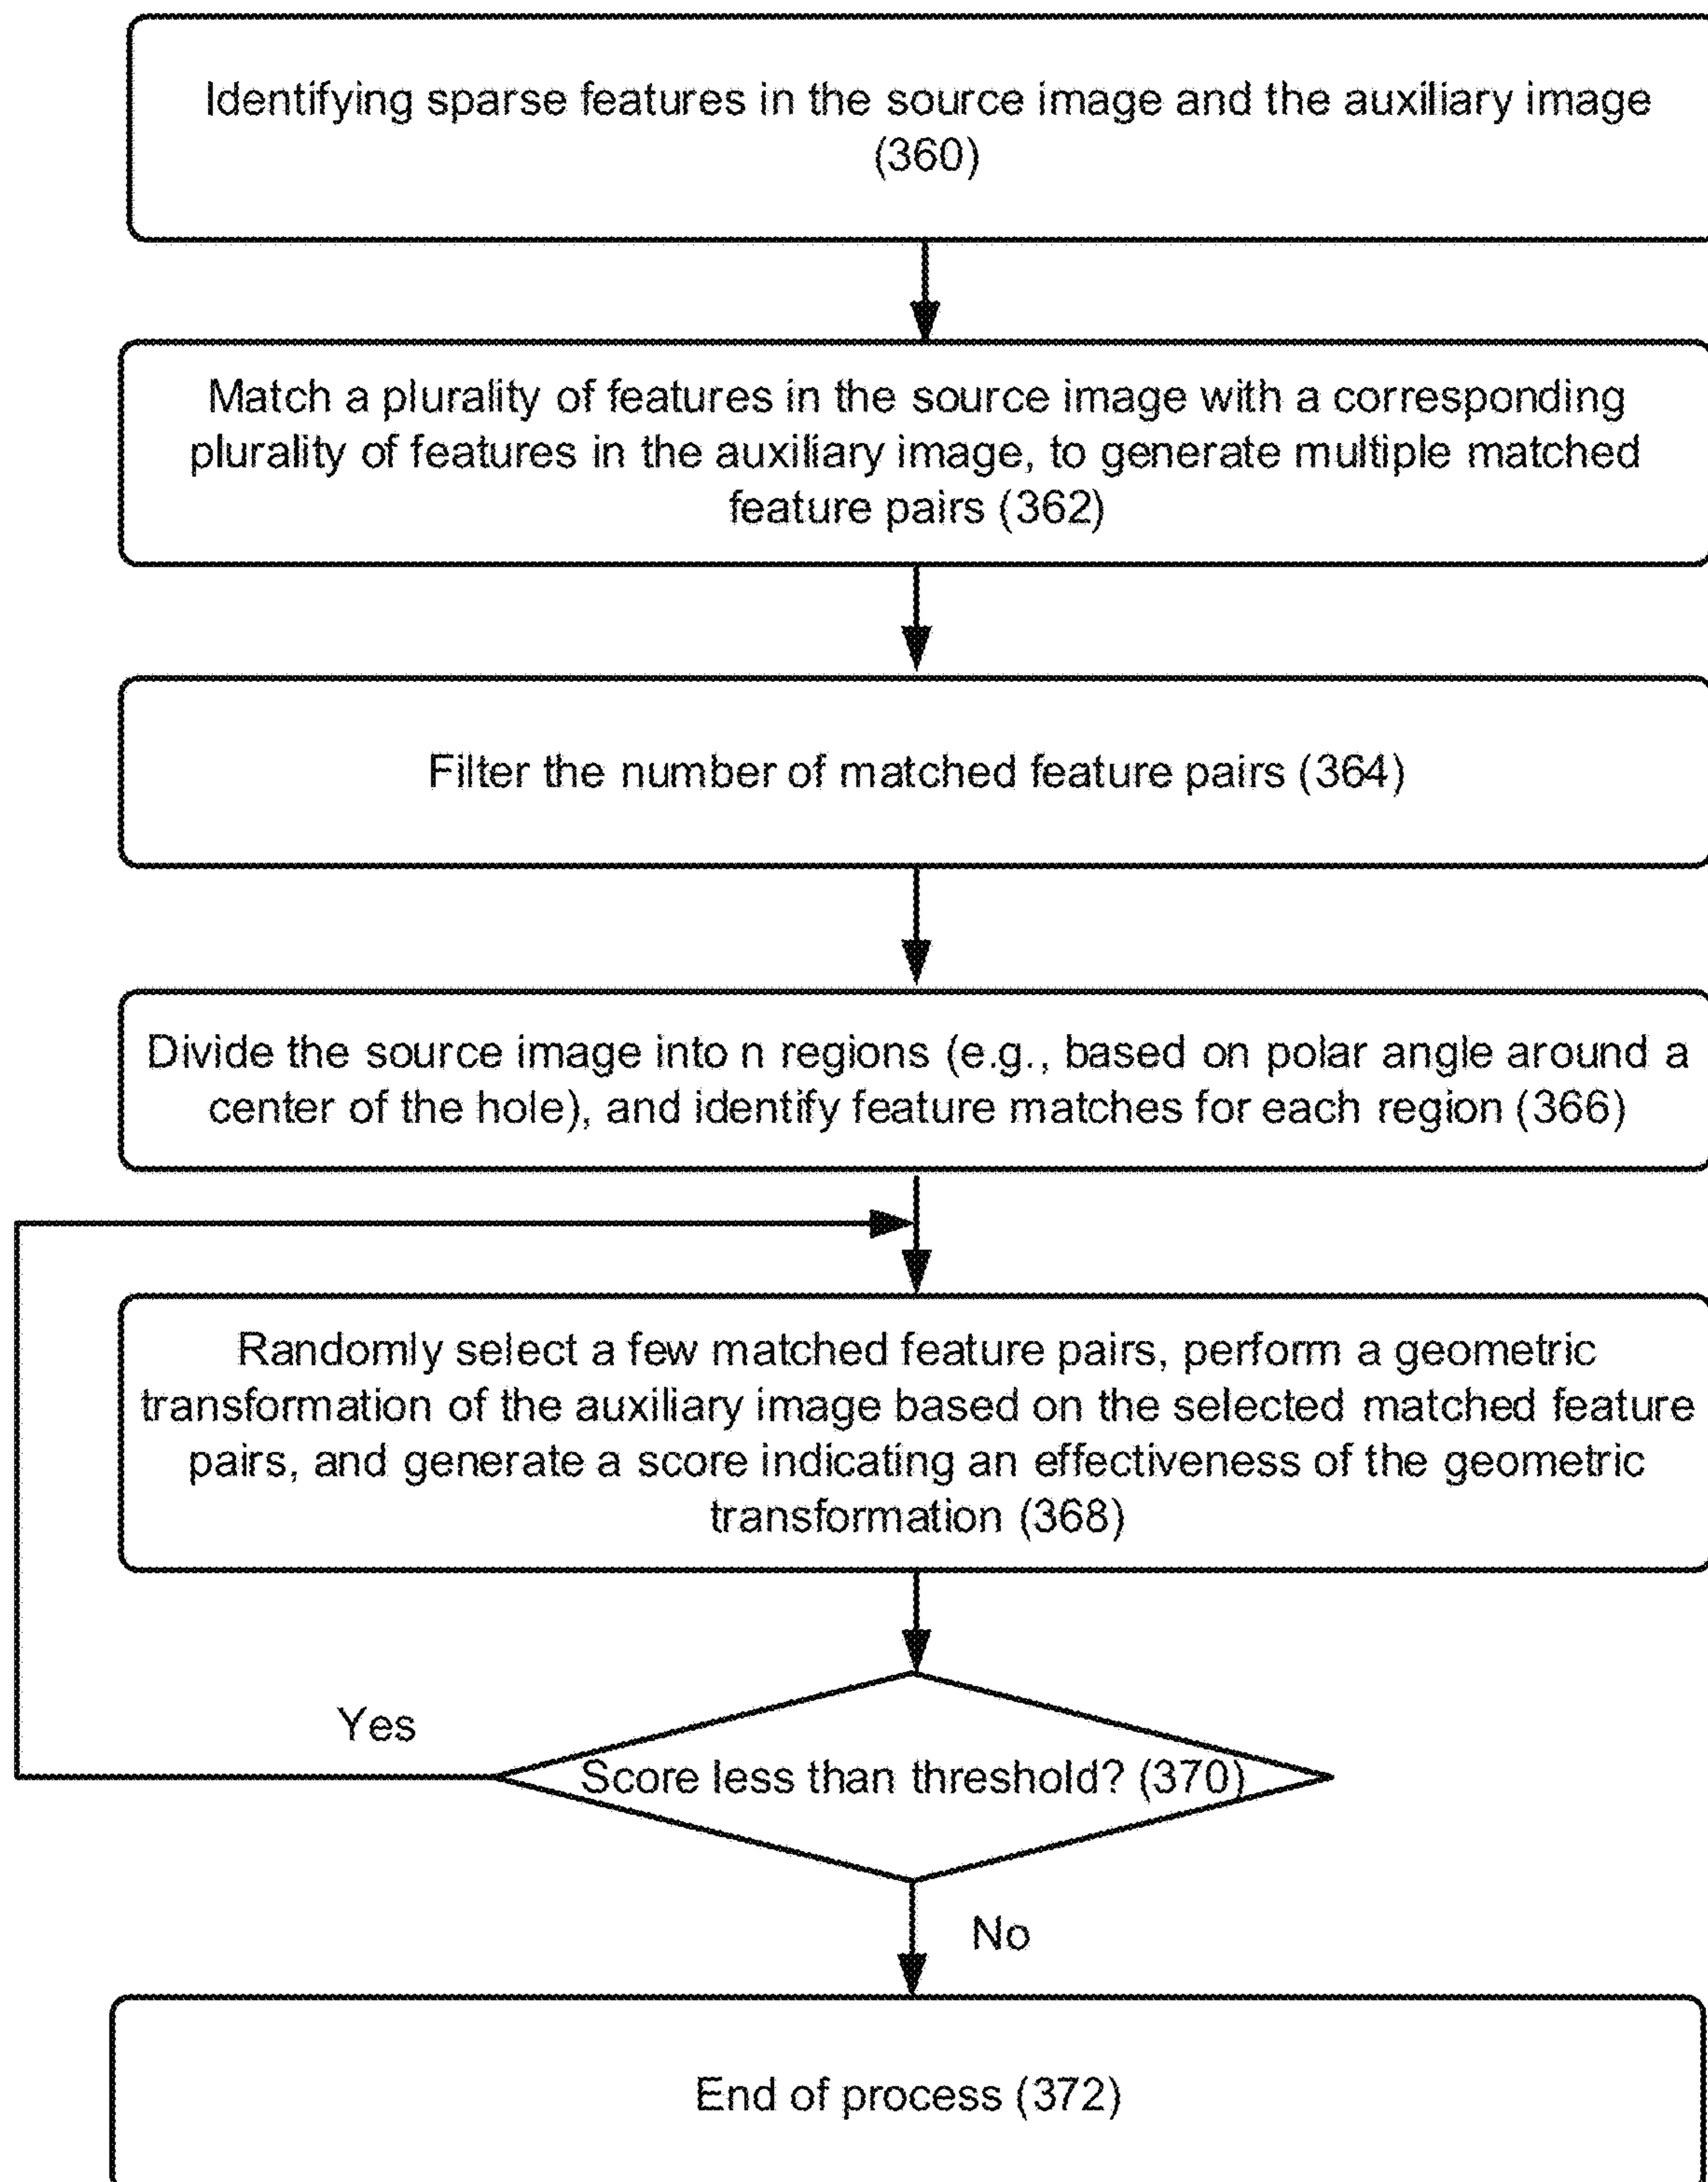 Identifying sparse features in the source image and the auxiliary image
(360)
Match a plurality of features in the source image with a corresponding
plurality of features in the auxiliary image, to generate multiple matched
feature pairs (362)
Filter the number of matched feature pairs (364)
Divide the source image into n regions (e.g., based on polar angle around a
center of the hole), and identify feature matches for each region (366)
Randomly select a few matched feature pairs, perform a geometric
transformation of the auxiliary image based on the selected matched feature
pairs, and generate a score indicating an effectiveness of the geometric
transformation (368)
Yes
Score less than threshold? (370)
No
End of process (372)